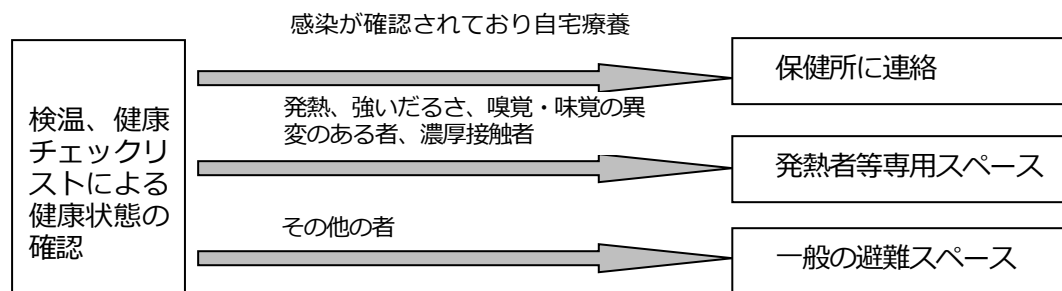 感染が確認されており自宅療養
保健所に連絡
検温、健康
チェックリ
ストによる
健康状態の
確認
発熱、強いだるさ、嗅覚・味覚の異
変のある者、濃厚接触者
発熱者等専用スペース
その他の者
一般の避難スペース